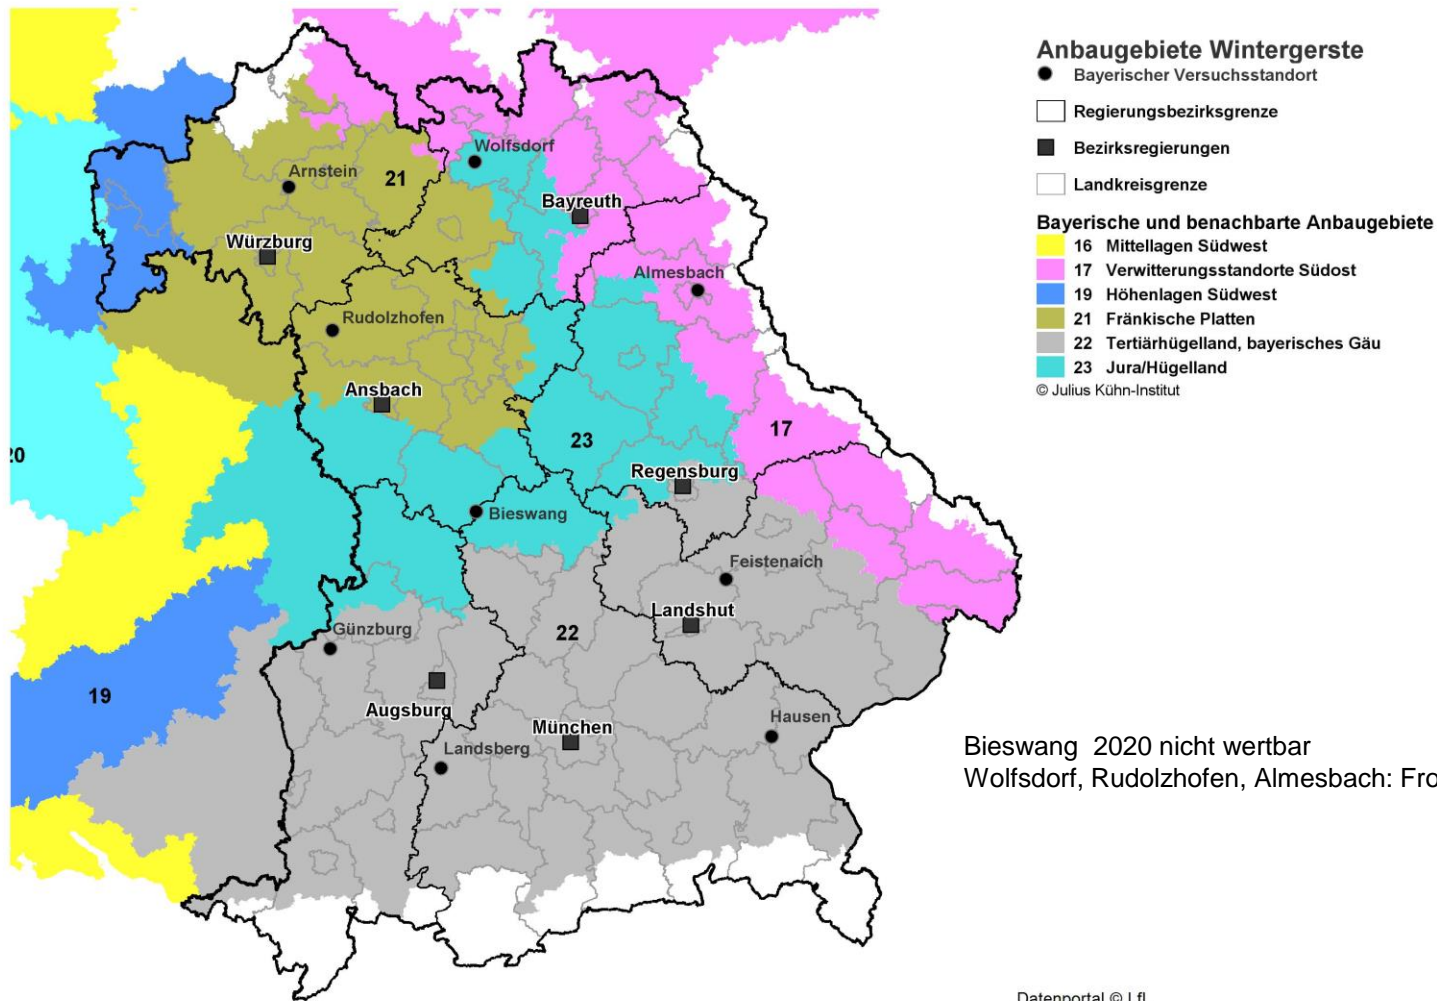 Anbaugebiete Wintergerste
Bayerischer Versuchsstandort
Regierungsbezirksgrenze
Bezirksregierungen
Landkreisgrenze
Bayerische und benachbarte Anbaugebiete
16 Mittellagen Südwest
17 Verwitterungsstandorte Südost
19 Höhenlagen Südwest
21 Fränkische Platten
22 Tertiärhügelland, bayerisches Gäu
23 Jura/Hügelland
© Julius Kühn-Institut
Wolfsdorf
Arnstein
21
Bayreuth
Würzburg
Almesbach
Rudolzhofen
Ansbach
23
17
20
Regensburg
Bieswang
Feistenaich
Landshut
Günzburg
22
19
Augsburg
Hausen
München
Landsberg
Bieswang 2020 nicht wertbar
Wolfsdorf, Rudolzhofen, Almesbach:
Datenportal ©